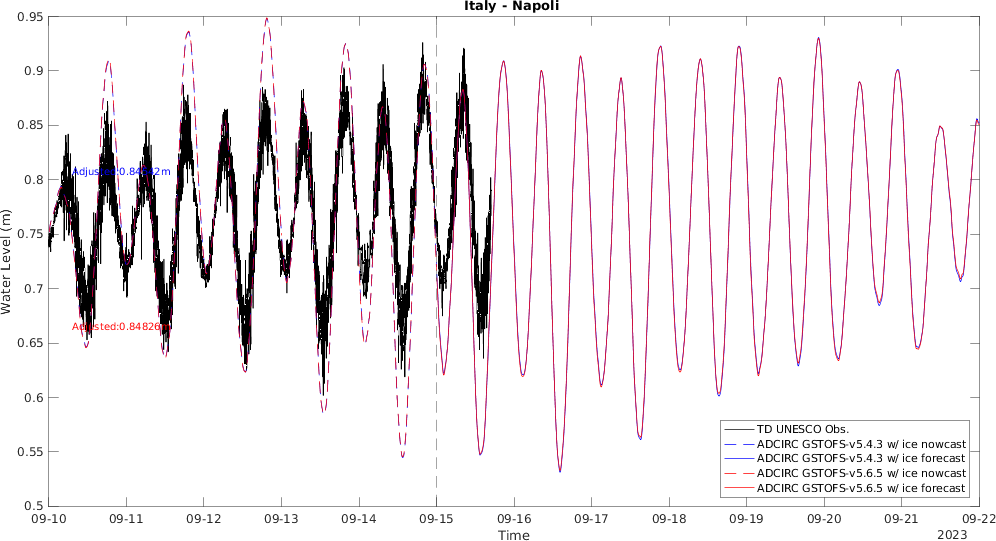 Italy - Napoli
Water Level (m)
0.95
0.9
0.85
0.8
0.75
0.7
0.65
0.6
0.55
0.5
Adjusted:0.84826m
TD UNESCO Obs.
ADCIRC GSTOFS-v5.4.3 w/ ice nowcast
ADCIRC GSTOFS-v5.4.3 w/ ice forecast
ADCIRC GSTOFS-v5.6.5 w/ ice nowcast
ADCIRC GSTOFS-v5.6.5 w/ ice forecast
09-10 09-11 09-12 09-13 09-14 09-15 09-16 09-17 09-18 09-19 09-20 09-21 09-22
Time
2023